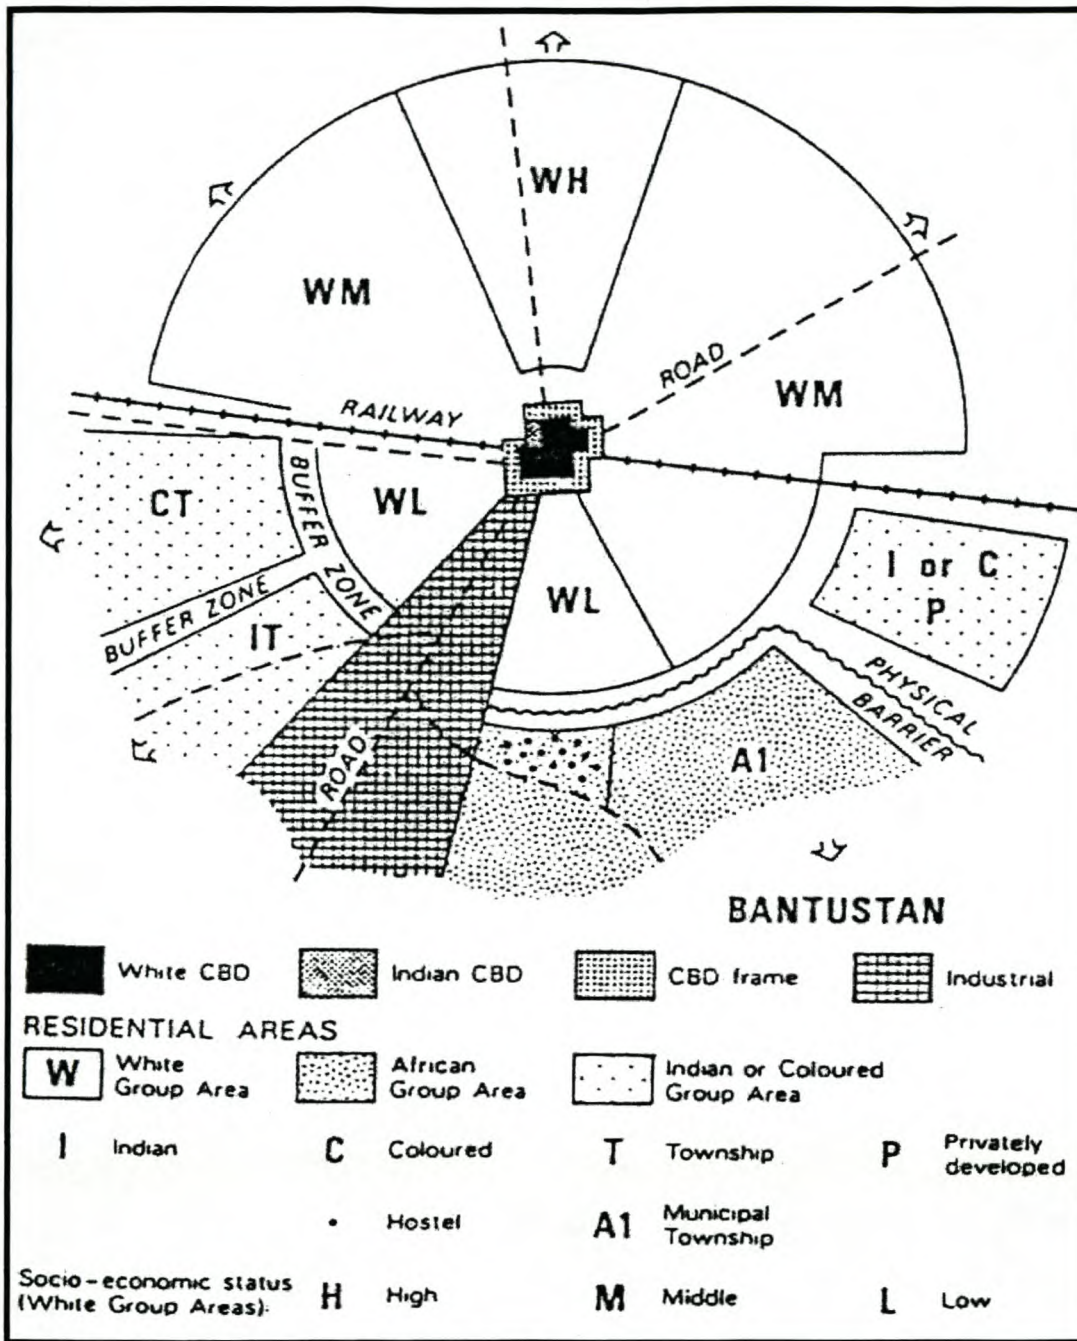 WH
WM
ROAD
WM
RAILWAY
CT
BUFFER
ZONE
WL
BUFFER ZONE
IT
WL
I or C
P
PHYSICAL
BARRIER
ROAD
A1
BANTUSTAN
White CBD
Indian CBD
CBD frame
Industrial
RESIDENTIAL AREAS
W
White
Group Area
African
Group Area
Indian or Coloured
Group Area
I Indian
C Coloured
T Township
P Privately
developed
• Hostel
A1 Municipal
Township
Socio-economic status
(White Group Areas):
H High
M Middle
L Low